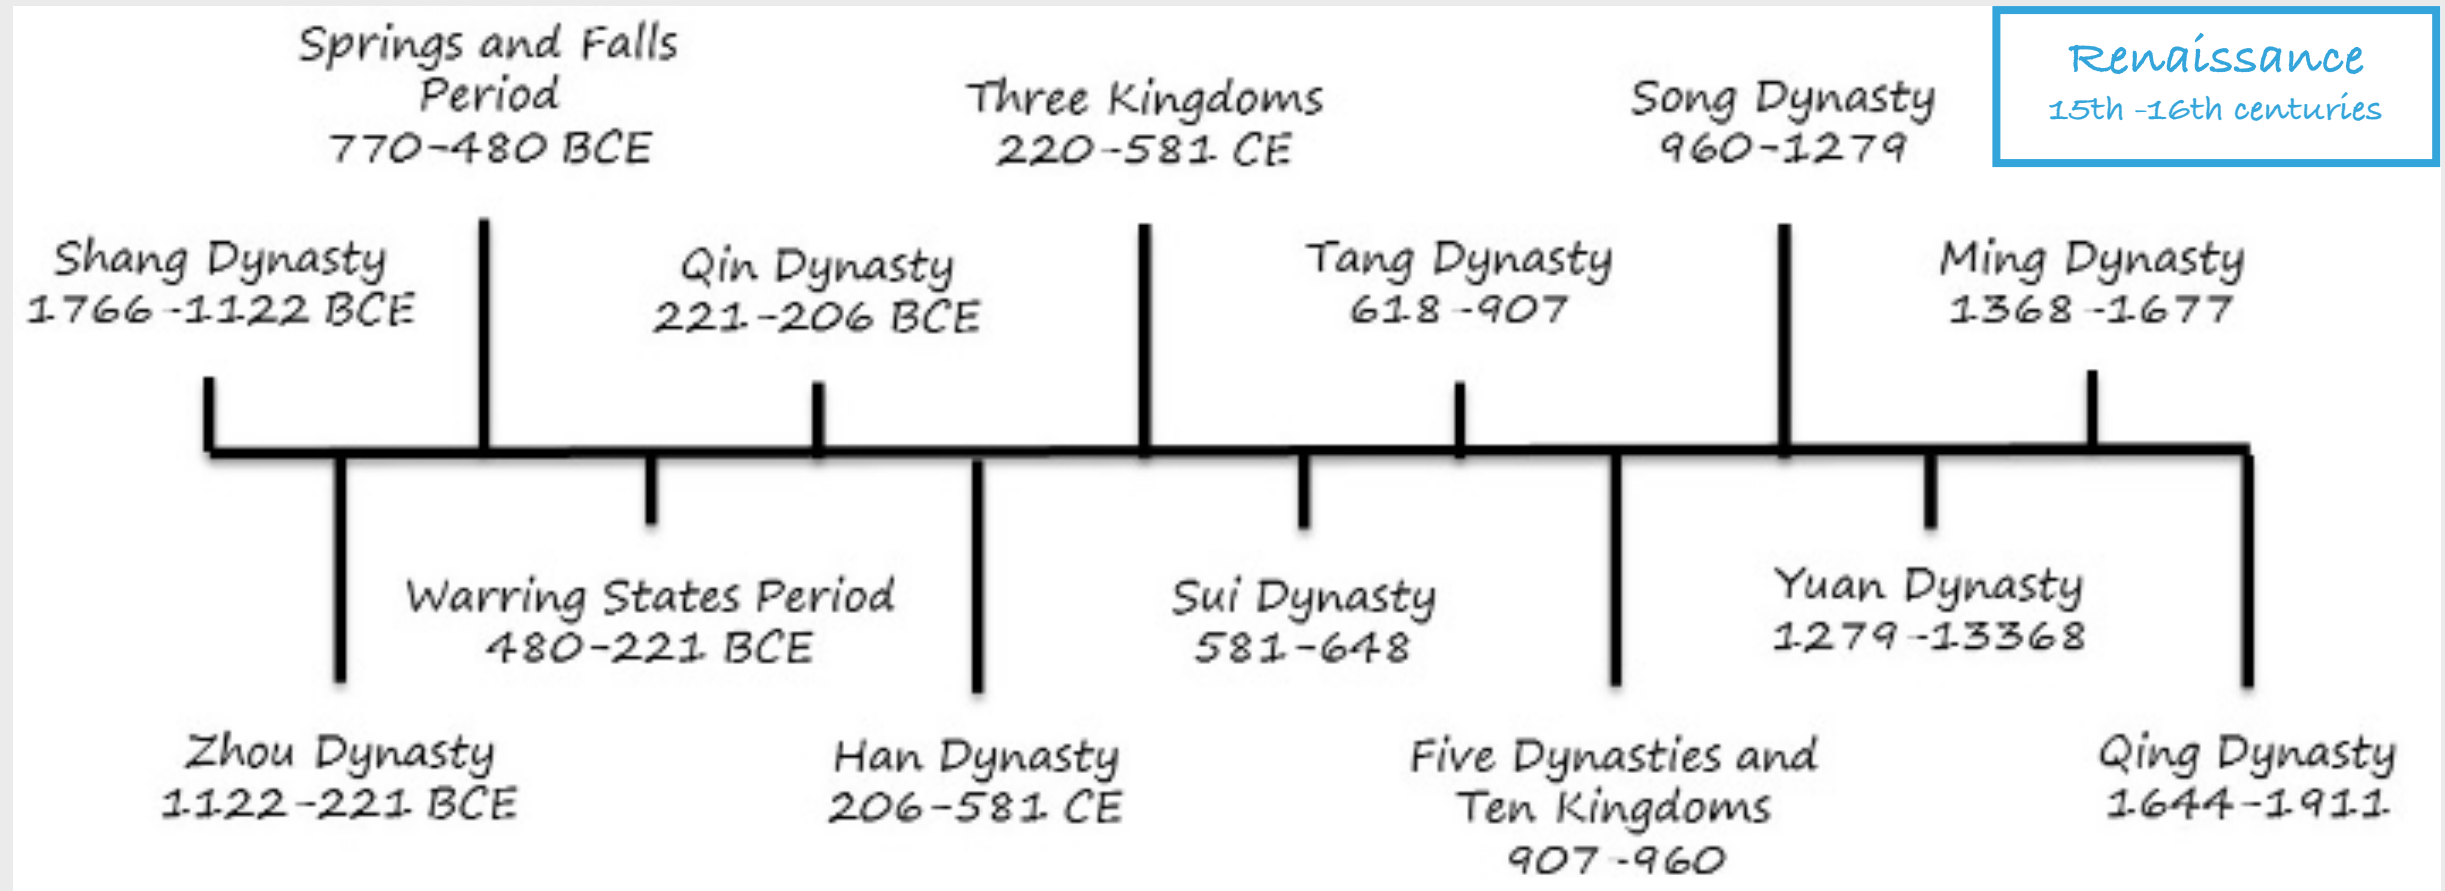 Springs and Falls
Period
770-480 BCE
Three Kingdoms
220-581 CE
Song Dynasty
960-1279
Renaissance
15th -16th centuries
Shang Dynasty
1766-1122 BCE
Qin Dynasty
221-206 BCE
Tang Dynasty
618-907
Ming Dynasty
1368-1677
Warring States Period
480-221 BCE
Sui Dynasty
581-648
Yuan Dynasty
1279-13368
Zhou Dynasty
1122-221 BCE
Han Dynasty
206-581 CE
Five Dynasties and
Ten Kingdoms
907-960
Qing Dynasty
1644-1911